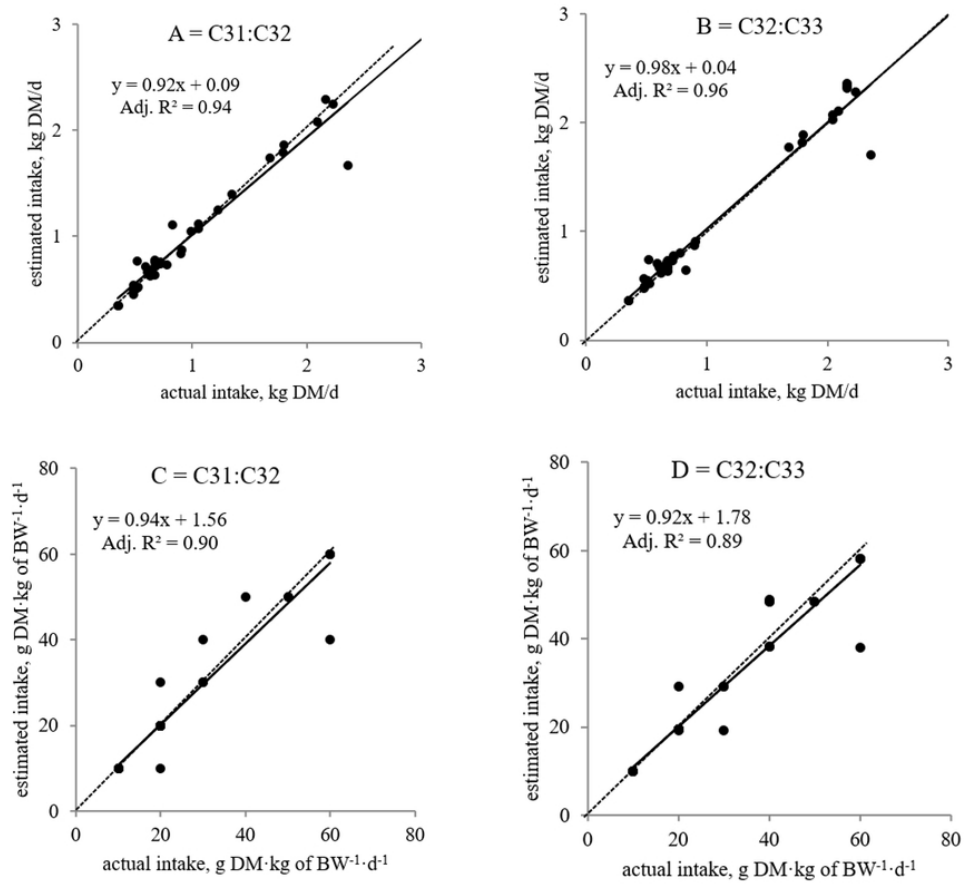 A = C31:C32
y = 0.92x + 0.09
Adj. R² = 0.94
estimated intake, kg DM/d
3
2
1
0
0 1 2 3
actual intake, kg DM/d
B = C32:C33
y = 0.98x + 0.04
Adj. R² = 0.96
estimated intake, kg DM/d
3
2
1
0
0 1 2 3
actual intake, kg DM/d
C = C31:C32
y = 0.94x + 1.56
Adj. R² = 0.90
estimated intake, g DM·kg of BW⁻¹·d⁻¹
80
60
40
20
0
0 20 40 60 80
actual intake, g DM·kg of BW⁻¹·d⁻¹
D = C32:C33
y = 0.92x + 1.78
Adj. R² = 0.89
estimated intake, g DM·kg of BW⁻¹·d⁻¹
80
60
40
20
0
0 20 40 60 80
actual intake, g DM·kg of BW⁻¹·d⁻¹